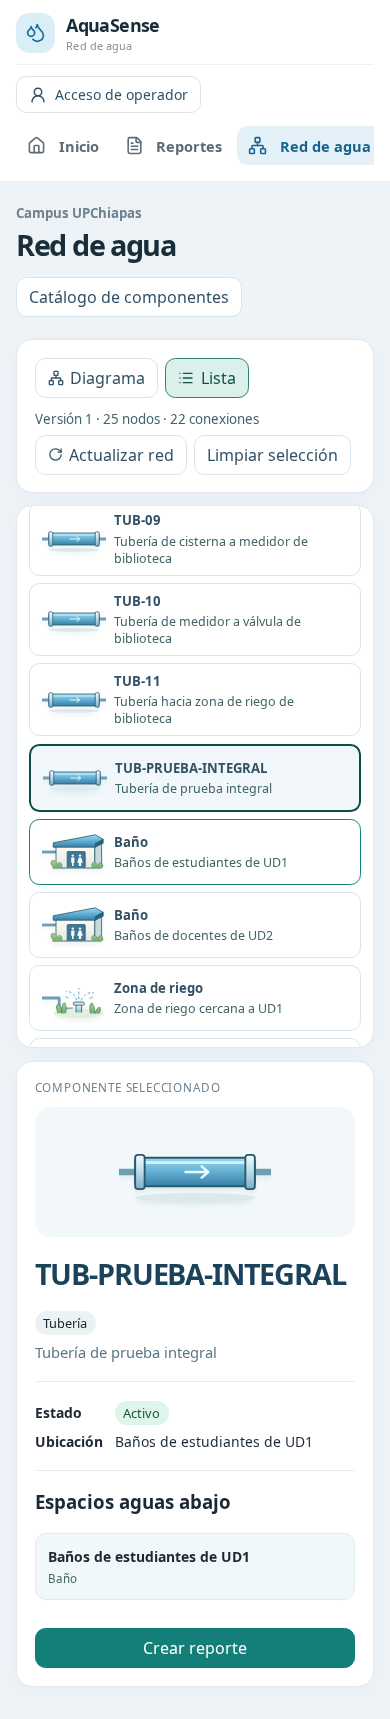 AquaSense
Red de agua
Acceso de operador
Inicio
Reportes
Red de agua
Campus UPChiapas
Red de agua
Catálogo de componentes
Diagrama
Lista
Versión 1 · 25 nodos · 22 conexiones
Actualizar red
Limpiar selección
TUB-09
Tubería de cisterna a medidor de
biblioteca
TUB-10
Tubería de medidor a válvula de
biblioteca
TUB-11
Tubería hacia zona de riego de
biblioteca
TUB-PRUEBA-INTEGRAL
Tubería de prueba integral
Baño
Baños de estudiantes de UD1
Baño
Baños de docentes de UD2
Zona de riego
Zona de riego cercana a UD1
COMPONENTE SELECCIONADO
TUB-PRUEBA-INTEGRAL
Tubería
Tubería de prueba integral
Estado Activo
Ubicación Baños de estudiantes de UD1
Espacios aguas abajo
Baños de estudiantes de UD1
Baño
Crear reporte